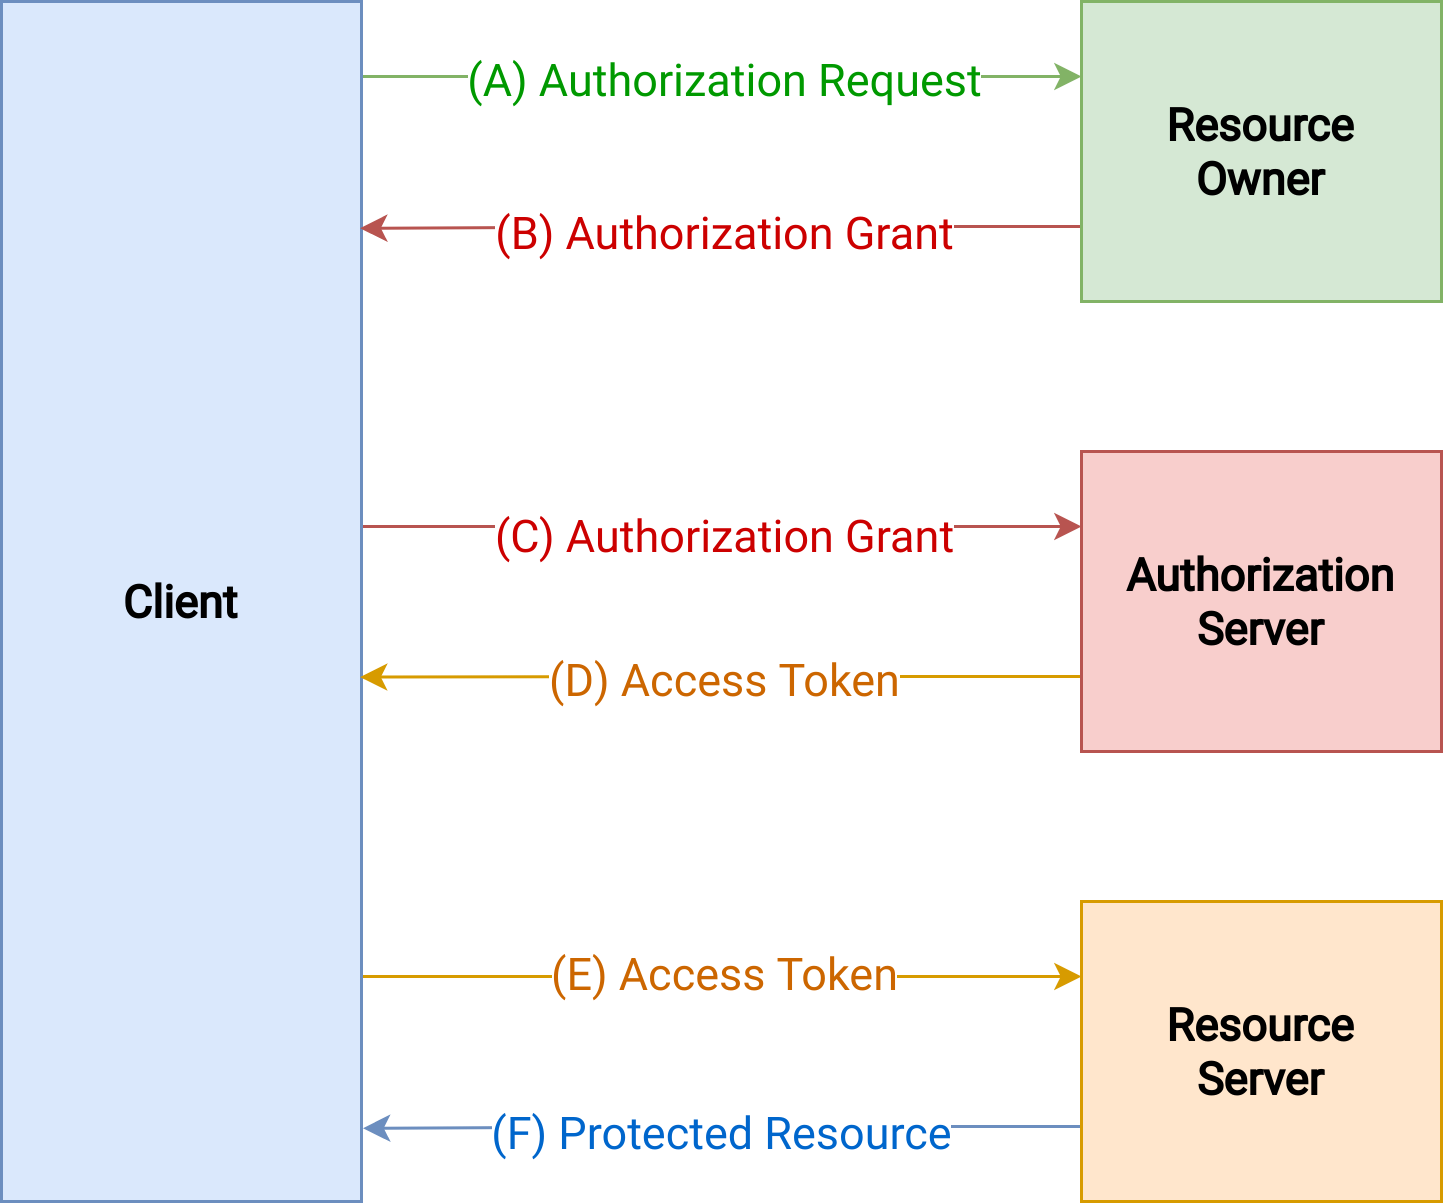 (A) Authorization Request
Resource
Owner
(B) Authorization Grant
(C) Authorization Grant
Authorization
Server
Client
(D) Access Token
(E) Access Token
Resource
Server
(F) Protected Resource